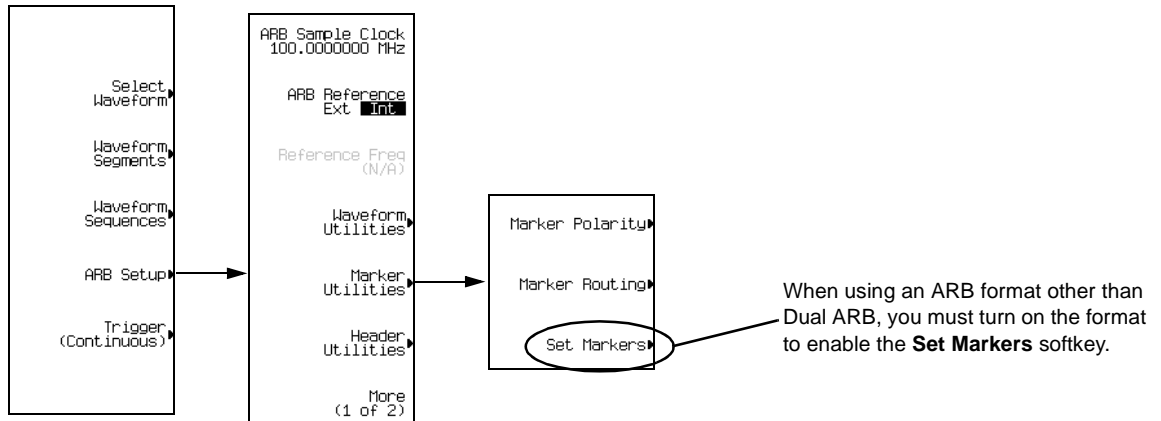 Select
Waveform
Waveform
Segments
Waveform
Sequences
ARB Setup
Trigger
(Continuous)
ARB Sample Clock
100.0000000 MHz
ARB Reference
Ext Int
Reference Freq
(N/A)
Waveform
Utilities
Marker
Utilities
Header
Utilities
More
(1 of 2)
Marker Polarity
Marker Routing
Set Markers
When using an ARB format other than
Dual ARB, you must turn on the format
to enable the Set Markers softkey.